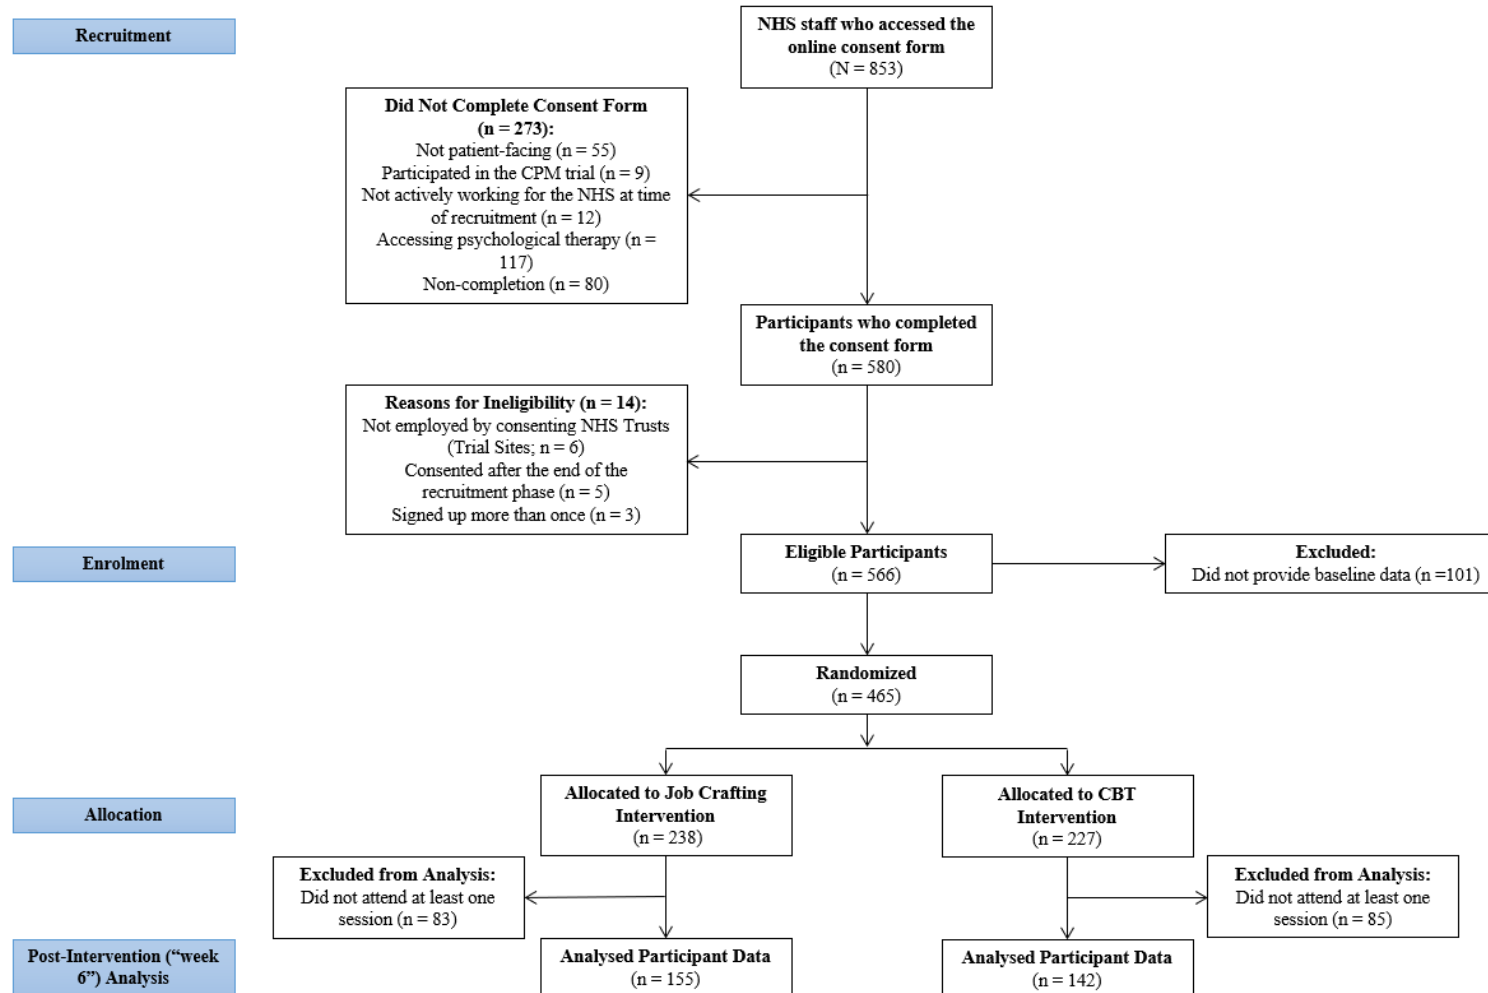 Recruitment
NHS staff who accessed the
online consent form
(N = 853)
Did Not Complete Consent Form
(n = 273):
Not patient-facing (n = 55)
Participated in the CPM trial (n = 9)
Not actively working for the NHS at time
of recruitment (n = 12)
Accessing psychological therapy (n =
117)
Non-completion (n = 80)
Participants who completed
the consent form
(n = 580)
Reasons for Ineligibility (n = 14):
Not employed by consenting NHS Trusts
(Trial Sites; n = 6)
Consented after the end of the
recruitment phase (n = 5)
Signed up more than once (n = 3)
Enrolment
Eligible Participants
(n = 566)
Excluded:
Did not provide baseline data (n =101)
Randomized
(n = 465)
Allocation
Allocated to Job Crafting
Intervention
(n = 238)
Allocated to CBT
Intervention
(n = 227)
Excluded from Analysis:
Did not attend at least one
session (n = 83)
Excluded from Analysis:
Did not attend at least one
session (n = 85)
Post-Intervention (“week
6”) Analysis
Analysed Participant Data
(n = 155)
Analysed Participant Data
(n = 142)